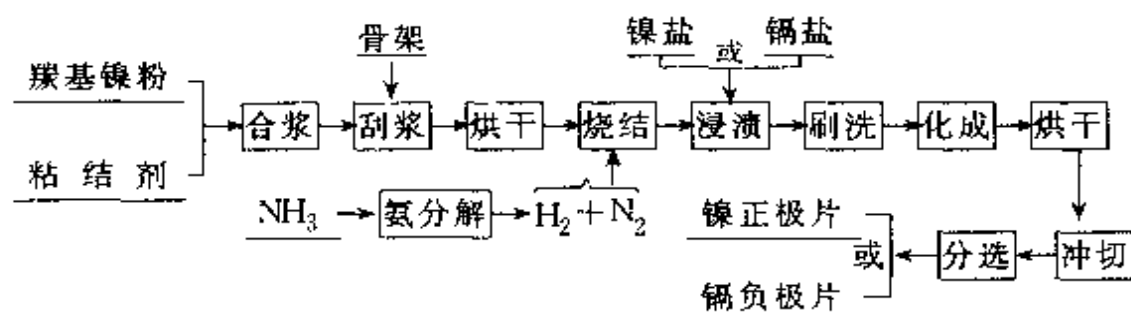 骨架
镍盐 或 镉盐
羰基镍粉
合浆 刮浆 烘干 烧结 浸渍 刷洗 化成 烘干
粘结剂
NH₃ 氨分解 H₂+N₂
镍正极片
或 分选 冲切
镉负极片